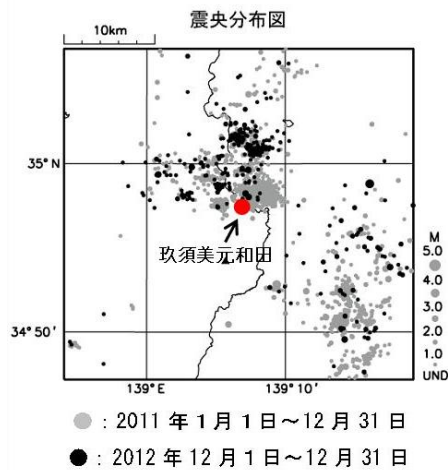 震央分布図
10km
35°N
玖須美元和田
M
5.0
4.0
3.0
2.0
1.0
UND
34°50'
139°E
139°10'
：2011 年 1 月 1 日～12 月 31 日
：2012 年 12 月 1 日～12 月 31 日